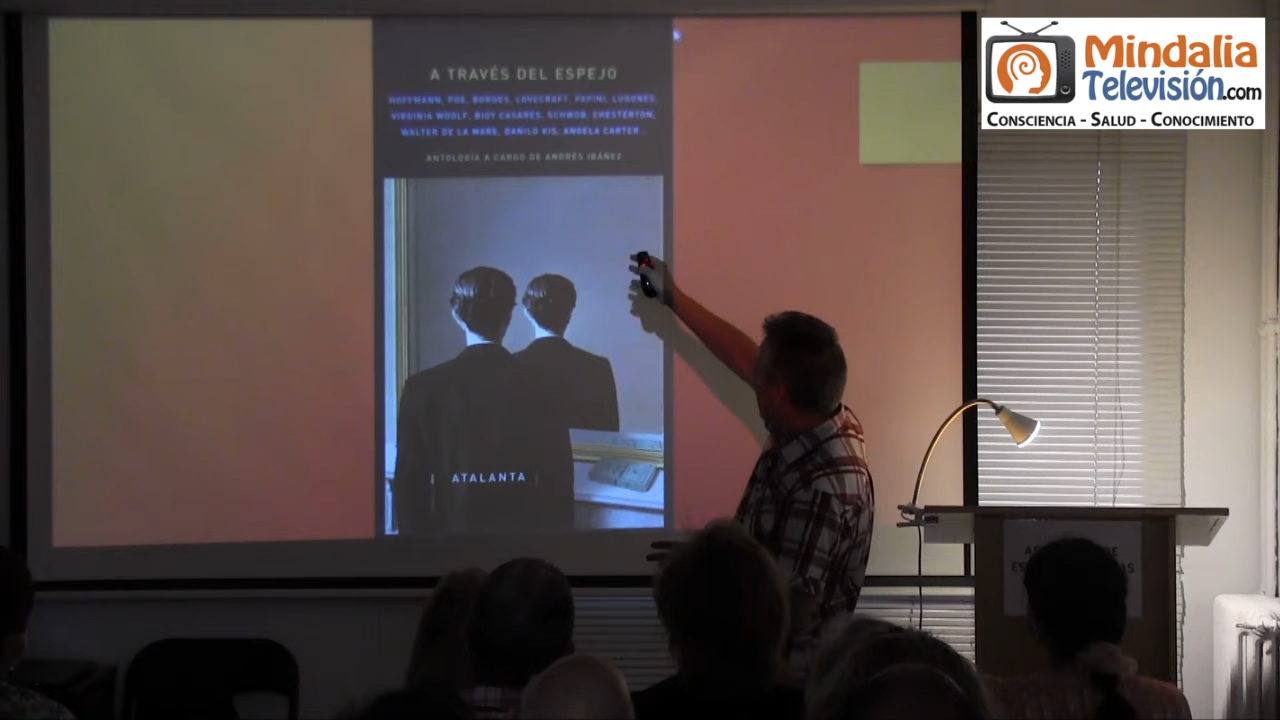 A TRAVÉS DEL ESPEJO
HOFFMANN, POE, BORGES, LOVECRAFT, PAPINI, LUGONES,
VIRGINIA WOOLF, BIOY CASARES, SCHWOB, CHESTERTON,
WALTER DE LA MARE, DANILO KIS, ANGELA CARTER...
ANTOLOGÍA A CARGO DE ANDRÉS IBÁÑEZ
ATALANTA
Mindalia
Televisión.com
CONSCIENCIA - SALUD - CONOCIMIENTO
DE